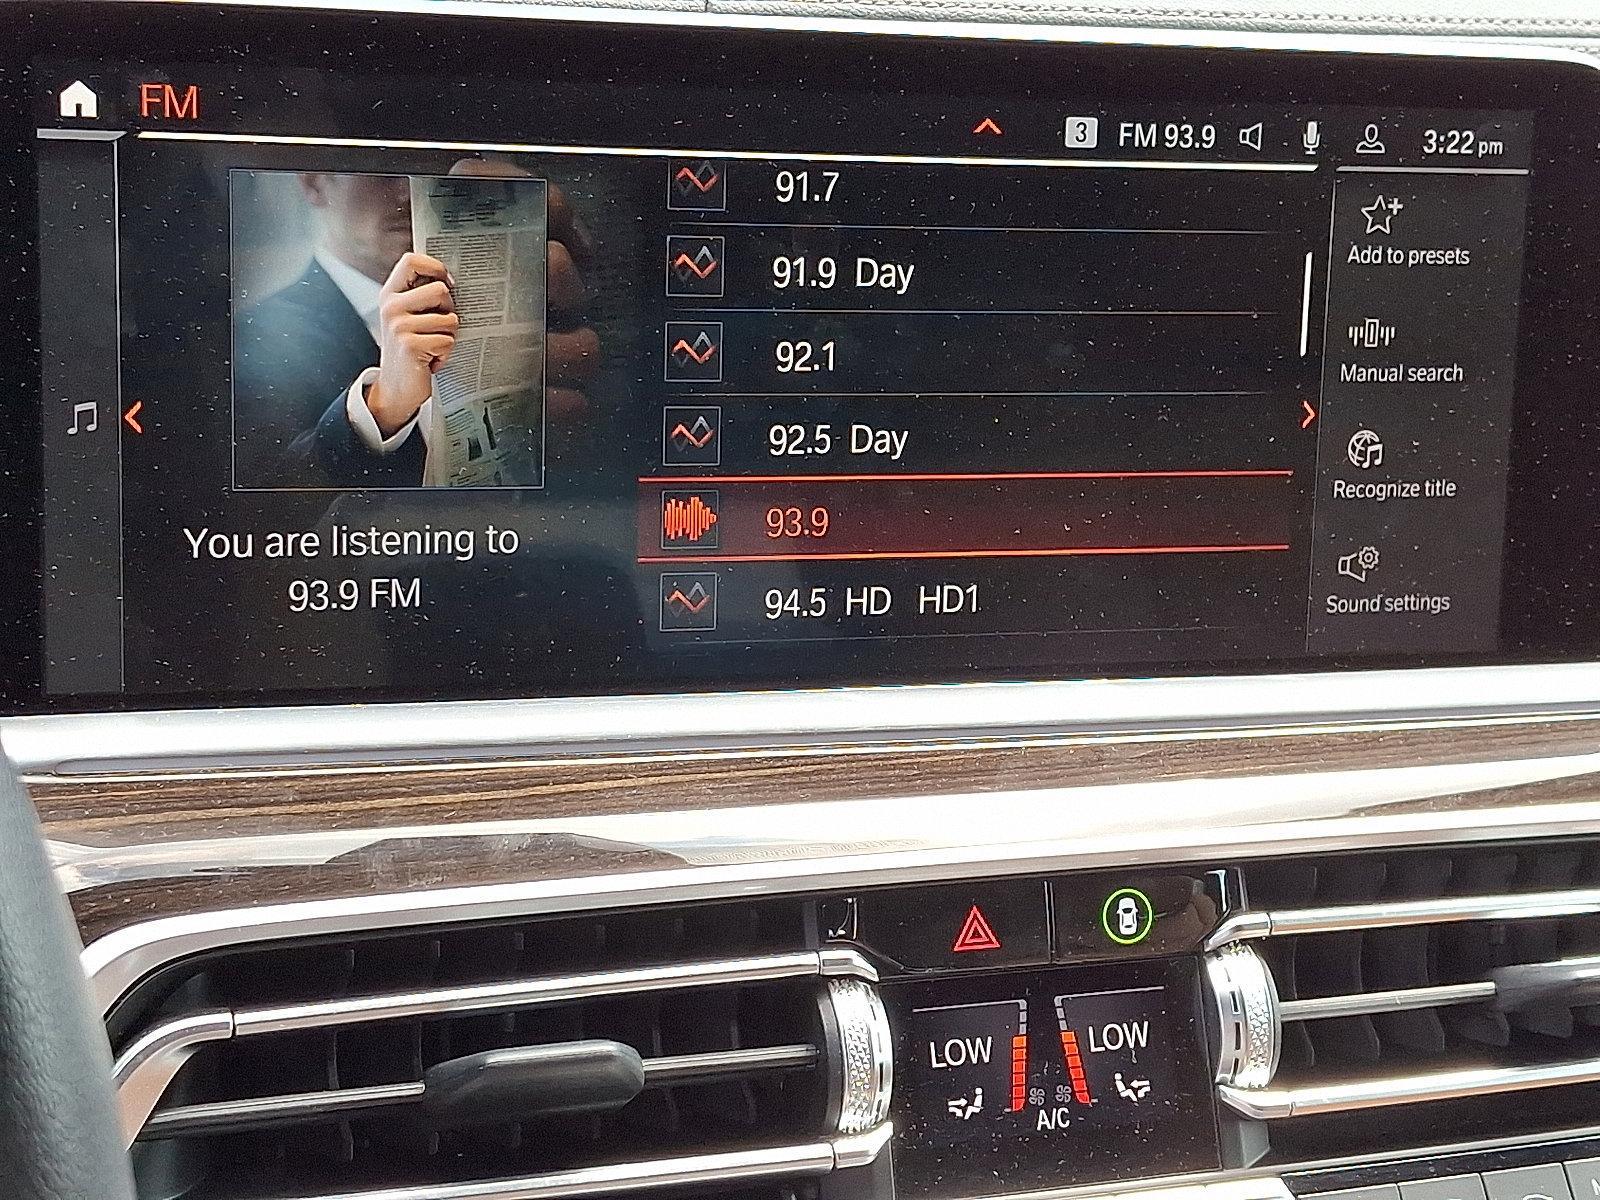 FM
3 FM 93.9 3:22 pm
91.7
91.9 Day
92.1
92.5 Day
93.9
94.5 HD HD1
You are listening to
93.9 FM
Add to presets
Manual search
Recognize title
Sound settings
LOW LOW
A/C